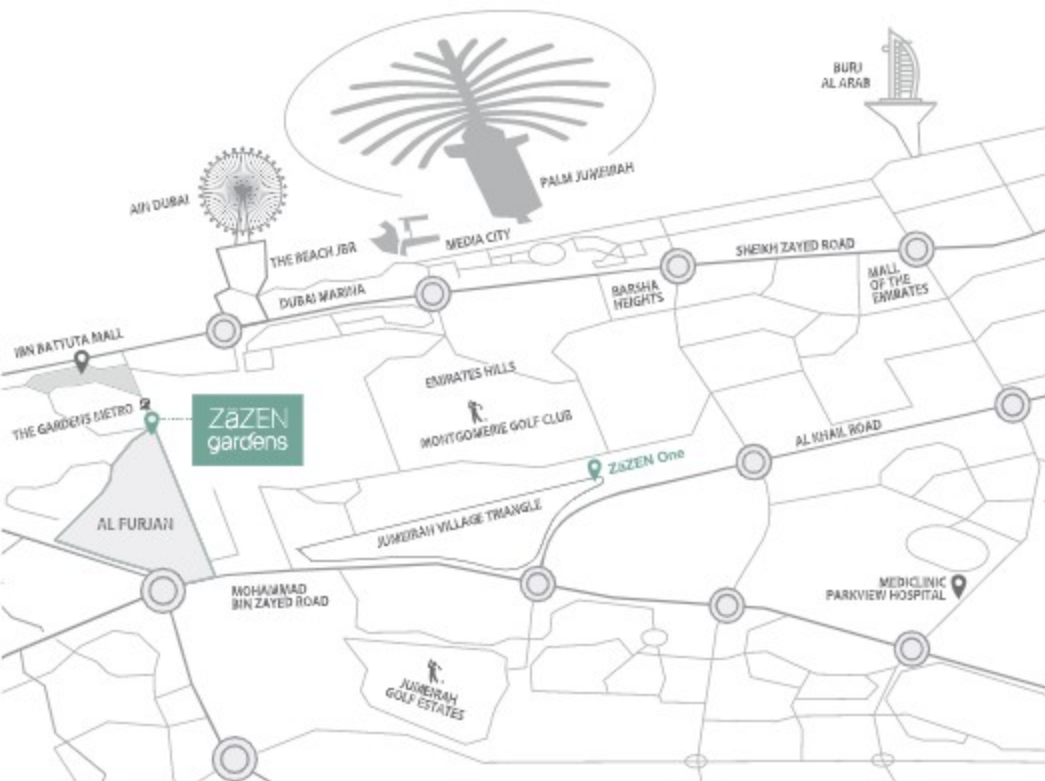 BURJ
AL ARAB
PALM JUMEIRAH
AIN DUBAI
MEDIA CITY
THE BEACH JBR
SHEIKH ZAYED ROAD
MALL
OF THE
EMIRATES
DUBAI MARINA
BARSHA
HEIGHTS
IBN BATTUTA MALL
EMIRATES HILLS
THE GARDENS METRO
ZāZEN
gardens
MONTGOMERIE GOLF CLUB
AL KHAIL ROAD
ZāZEN One
AL FURJAN
JUMEIRAH VILLAGE TRIANGLE
MOHAMMAD
BIN ZAYED ROAD
MEDICLINIC
PARKVIEW HOSPITAL
JUMEIRAH
GOLF ESTATES